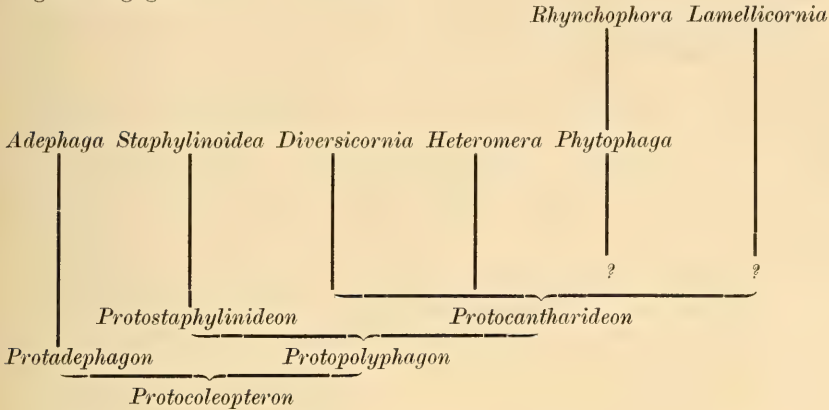 Rhynchophora Lamellicornia
Adephaga Staphylinoidea Diversicornia Heteromera Phytophaga
? ?
Protostaphylinideon Protocantharideon
Protadephagon Protopolyphagon
Protocoleopteron